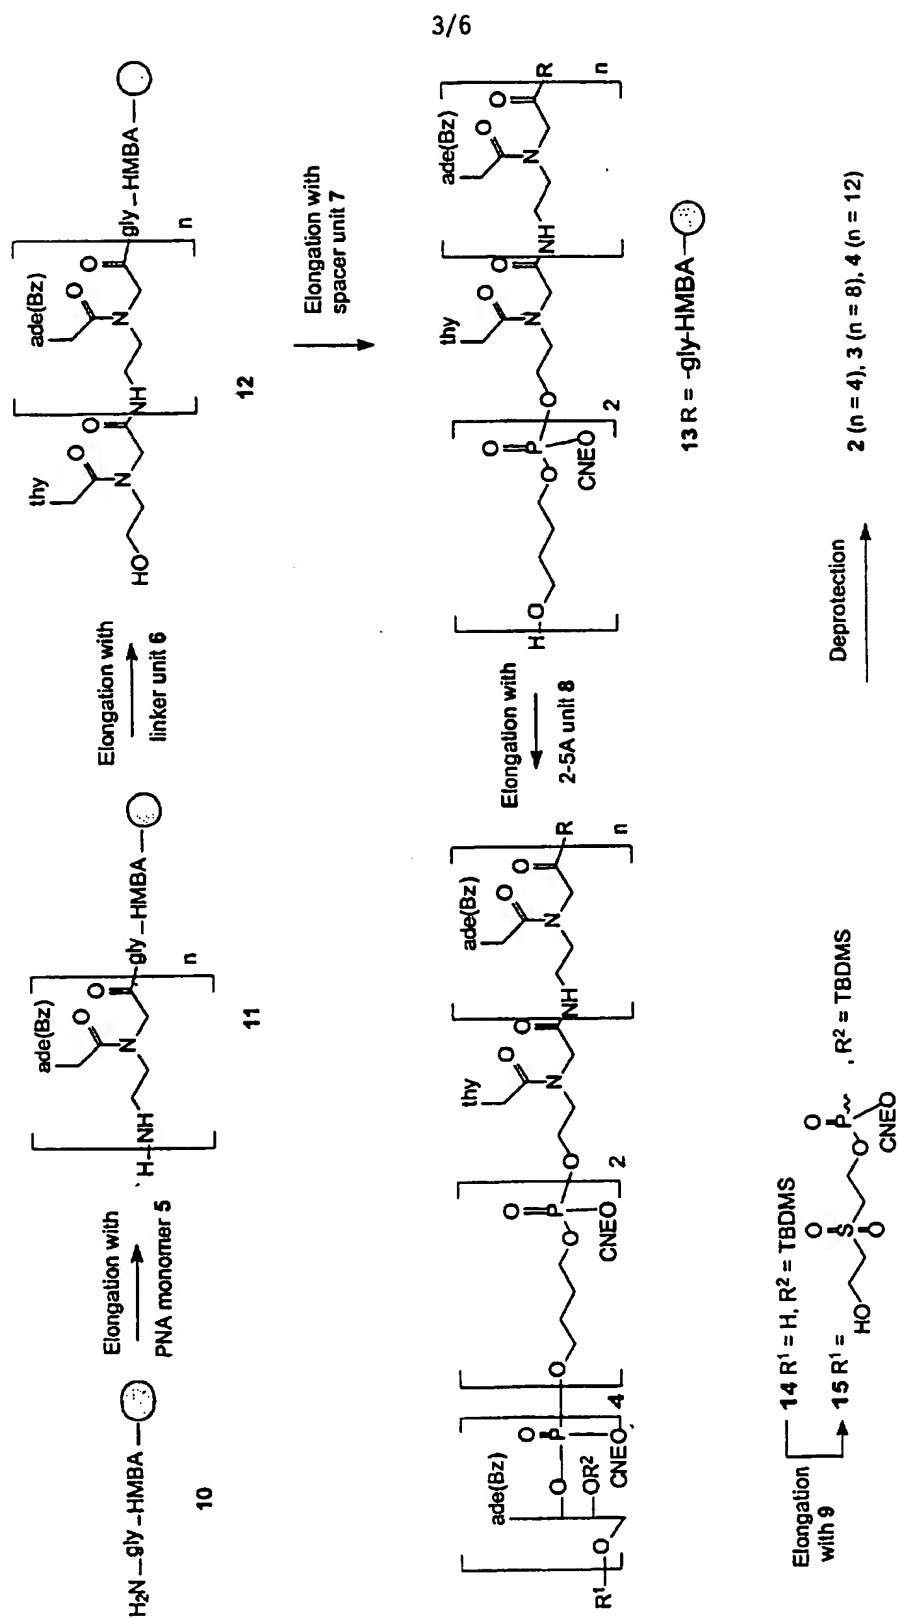 3/6
H₂N–gly–HMBA–
10
Elongation with
PNA monomer 5
H
NH
N
O
O
ade(Bz)
gly–HMBA–
n
11
Elongation with
linker unit 6
HO
N
O
O
thy
NH
N
O
O
ade(Bz)
gly–HMBA–
n
12
Elongation with
spacer unit 7
H
O
O
P
O
CNEO
2
O
N
O
O
thy
NH
N
O
O
ade(Bz)
R
n
13 R = -gly-HMBA-
Elongation with
2-5A unit 8
R¹
O
ade(Bz)
O
OR²
P
O
CNEO
4
O
O
P
O
CNEO
2
O
N
O
O
thy
NH
N
O
O
ade(Bz)
R
n
Elongation
with 9
14 R¹ = H, R² = TBDMS
15 R¹ =
HO
S
O
O
O
P
O
CNEO
, R² = TBDMS
Deprotection
2 (n = 4), 3 (n = 8), 4 (n = 12)